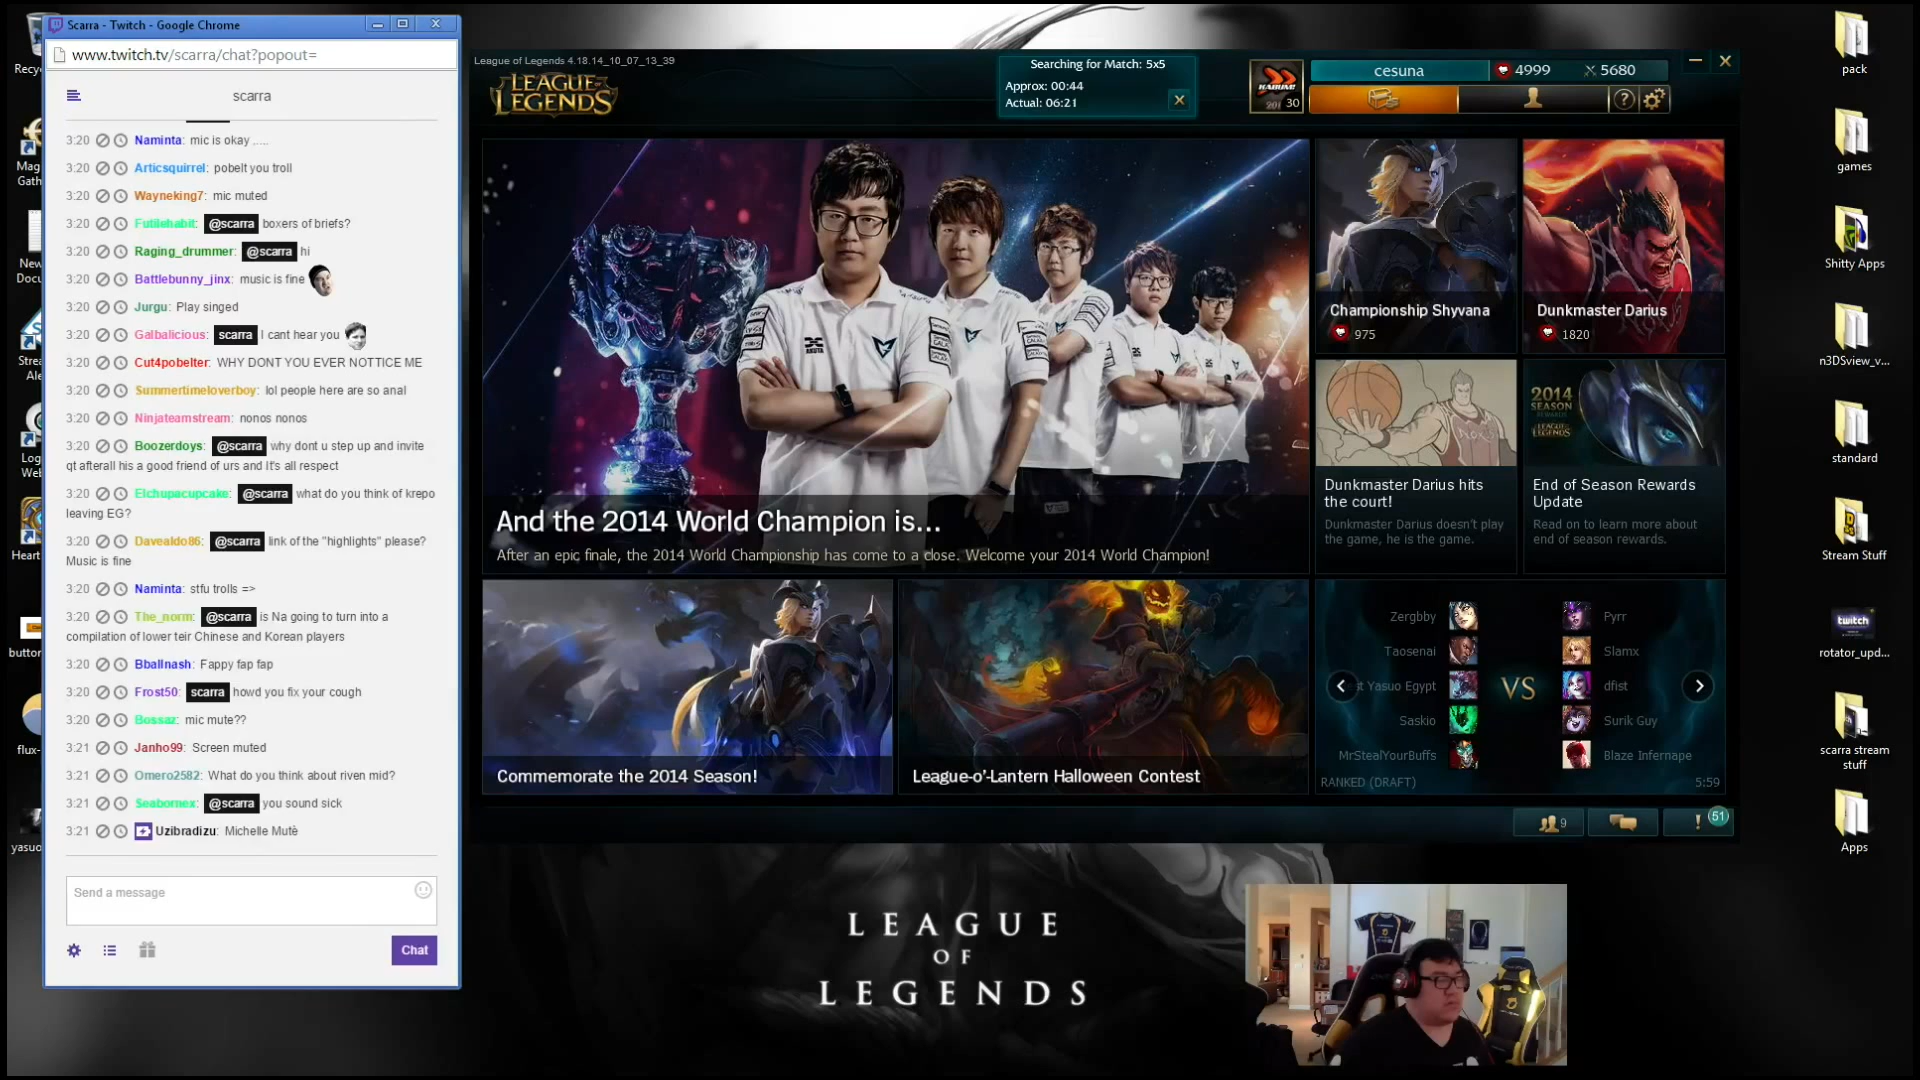 Scarra - Twitch - Google Chrome
www.twitch.tv/scarra/chat?popout=
scarra
3:20 Naminta: mic is okay .....
3:20 Articsquirrel: pobelt you troll
3:20 Wayneking7: mic muted
3:20 Futilehabit: @scarra boxers of briefs?
3:20 Raging_drummer: @scarra hi
3:20 Battlebunny_jinx: music is fine
3:20 Jurgu: Play singed
3:20 Galbalicious: scarra I cant hear you
3:20 Cut4pobelter: WHY DONT YOU EVER NOTTICE ME
3:20 Summertimeloverboy: lol people here are so anal
3:20 Ninjateamstream: nonos nonos
3:20 Boozerdoys: @scarra why dont u step up and invite
qt afterall his a good friend of urs and It's all respect
3:20 Elchupacupcake: @scarra what do you think of krepo
leaving EG?
3:20 Davealdo86: @scarra link of the "highlights" please?
Music is fine
3:20 Naminta: stfu trolls =>
3:20 The_norm: @scarra is Na going to turn into a
compilation of lower teir Chinese and Korean players
3:20 Bballnash: Fappy fap fap
3:20 Frost50: scarra howd you fix your cough
3:20 Bossaz: mic mute??
3:21 Janho99: Screen muted
3:21 Omero2582: What do you think about riven mid?
3:21 Seabornex: @scarra you sound sick
3:21 Uzibradizu: Michelle Mutè
Send a message
Chat
League of Legends 4.18.14_10_07_13_39
LEAGUE
OF
LEGENDS
Searching for Match: 5x5
Approx: 00:44
Actual: 06:21
30
cesuna
4999
5680
?
And the 2014 World Champion is...
After an epic finale, the 2014 World Championship has come to a close. Welcome your 2014 World Champion!
Championship Shyvana
975
Dunkmaster Darius
1820
Dunkmaster Darius hits
the court!
Dunkmaster Darius doesn't play
the game, he is the game.
2014
SEASON
REWARDS
LEAGUE
LEGENDS
End of Season Rewards
Update
Read on to learn more about
end of season rewards.
Commemorate the 2014 Season!
League-o'-Lantern Halloween Contest
Zergbby
Taosenai
Yasuo Egypt
Saskio
MrStealYourBuffs
VS
Pyrr
Slamx
dfist
Surik Guy
Blaze Infernape
RANKED (DRAFT)
5:59
9
51
LEAGUE
OF
LEGENDS
pack
games
Shitty Apps
n3DSview_v...
standard
Stream Stuff
twitch
rotator_upd...
scarra stream
stuff
Apps